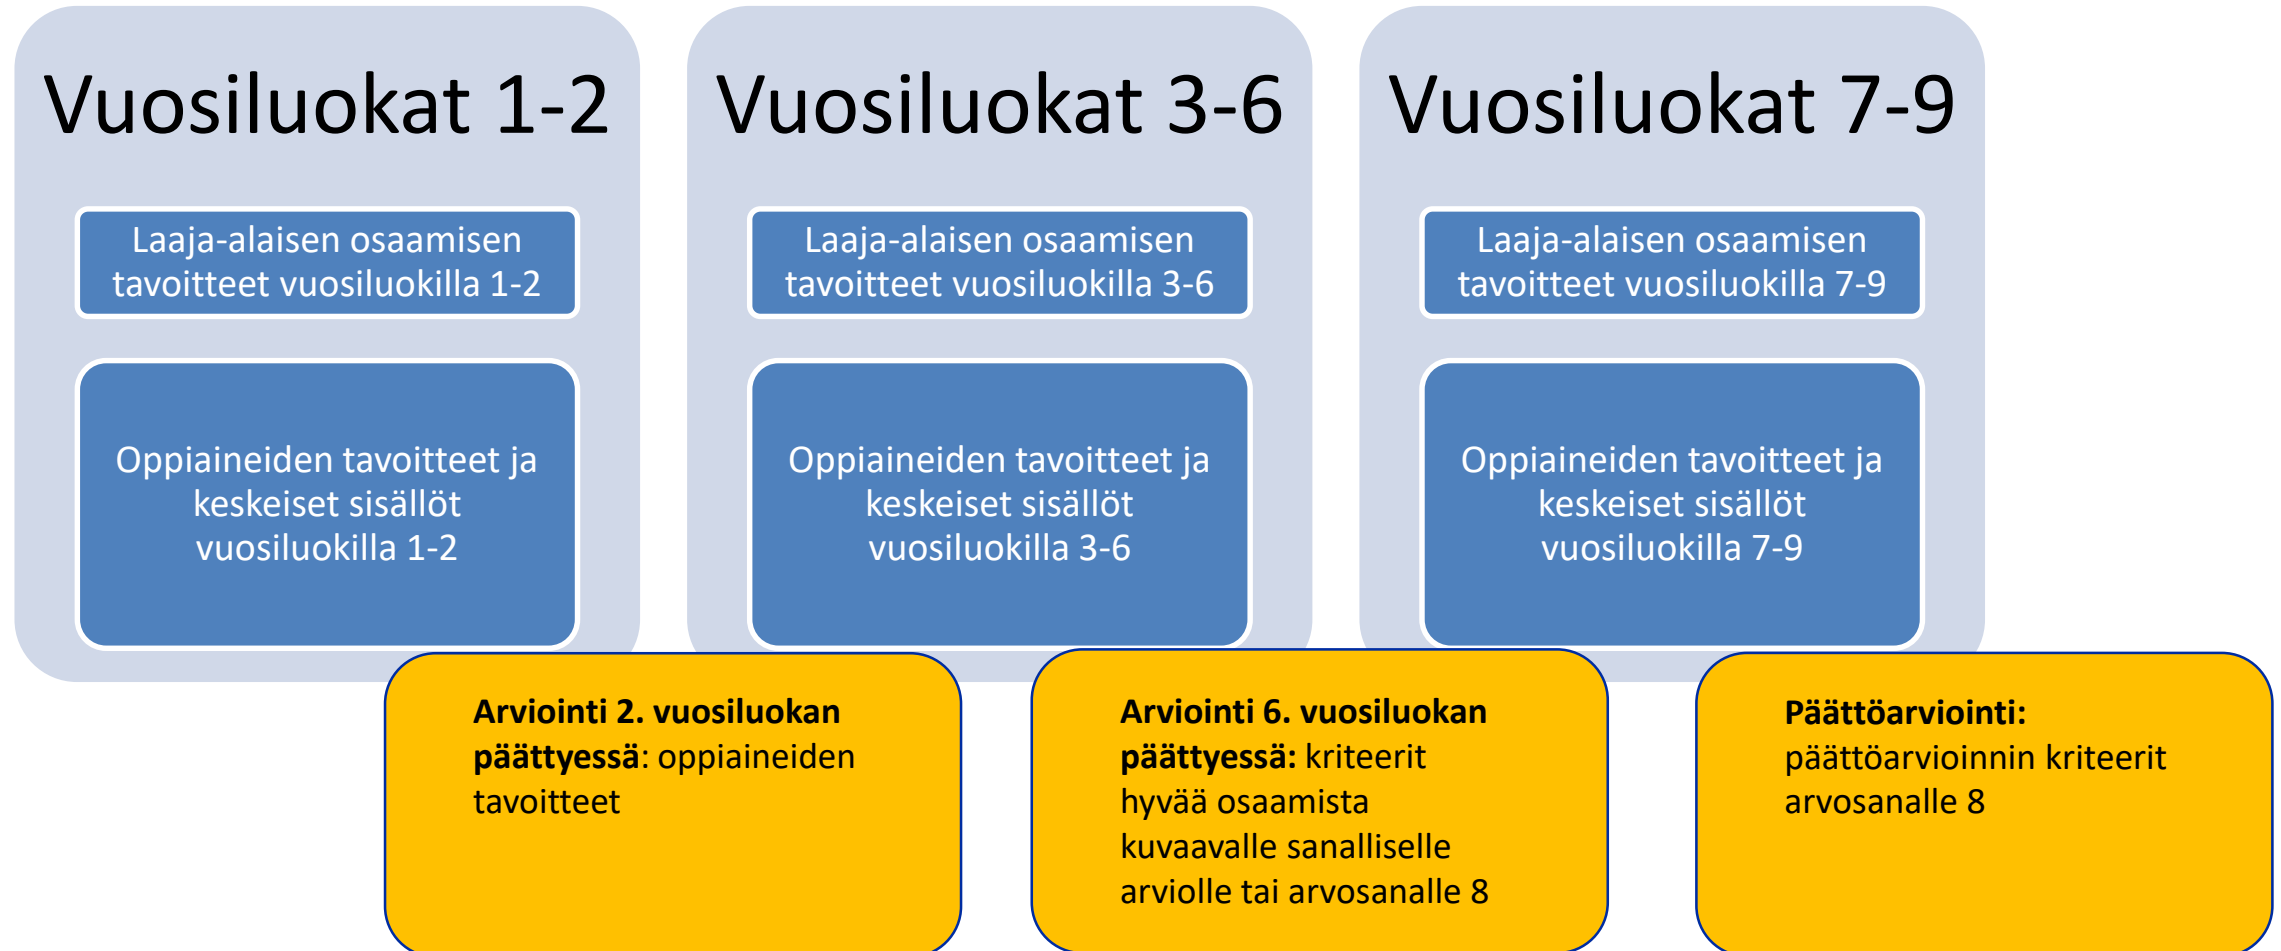 Vuosiluokat 1-2
Laaja-alaisen osaamisen
tavoitteet vuosiluokilla 1-2
Oppiaineiden tavoitteet ja
keskeiset sisällöt
vuosiluokilla 1-2
Arviointi 2. vuosiluokan
päättyessä: oppiaineiden
tavoitteet
Vuosiluokat 3-6
Laaja-alaisen osaamisen
tavoitteet vuosiluokilla 3-6
Oppiaineiden tavoitteet ja
keskeiset sisällöt
vuosiluokilla 3-6
Arviointi 6. vuosiluokan
päättyessä: kriteerit
hyvää osaamista
kuvaavalle sanalliselle
arviolle tai arvosanalle 8
Vuosiluokat 7-9
Laaja-alaisen osaamisen
tavoitteet vuosiluokilla 7-9
Oppiaineiden tavoitteet ja
keskeiset sisällöt
vuosiluokilla 7-9
Päättöarviointi:
päättöarvioinnin kriteerit
arvosanalle 8